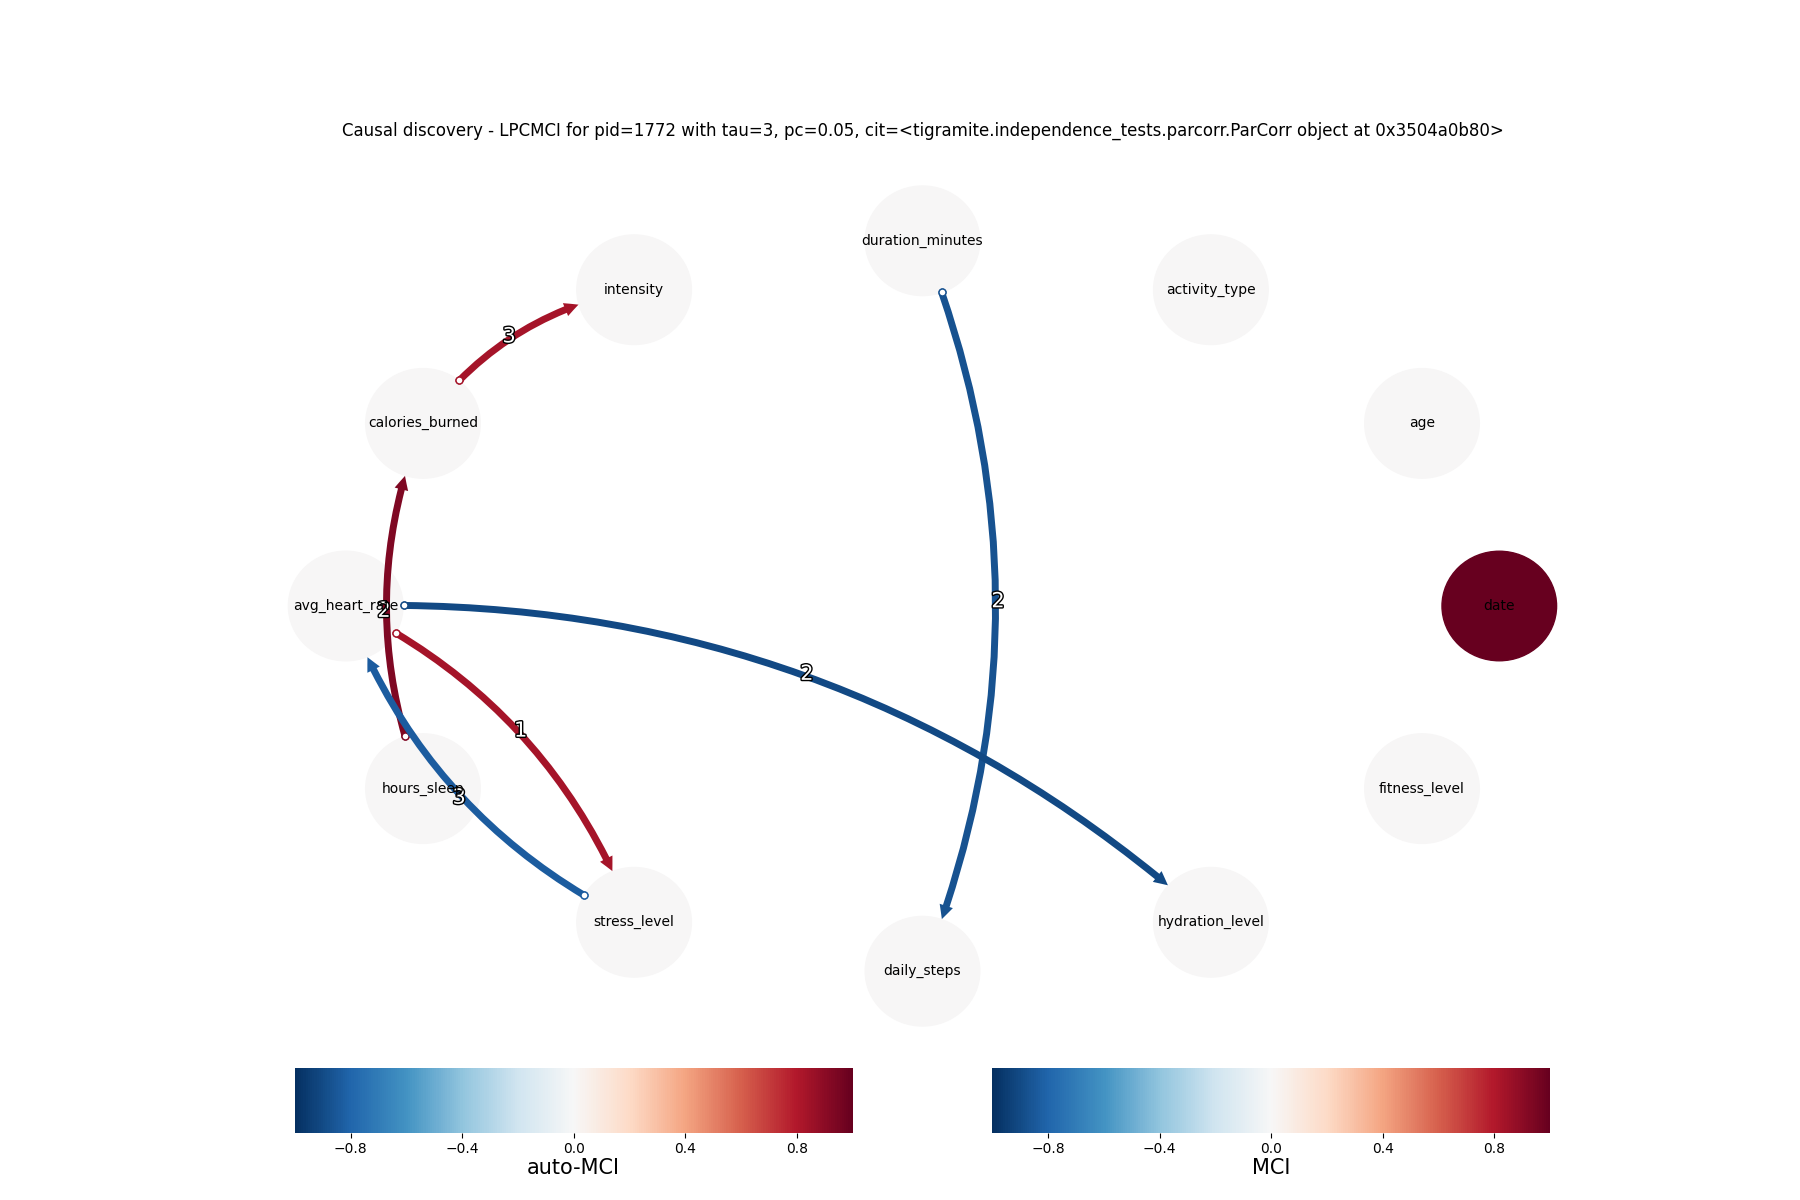 Causal discovery - LPCMCI for pid=1772 with tau=3, pc=0.05, cit=<tigramite.independence_tests.parcorr.ParCorr object at 0x3504a0b80>
duration_minutes
intensity
activity_type
3
calories_burned
age
avg_heart_rate
2
2
date
2
1
hours_sleep
3
fitness_level
stress_level
hydration_level
daily_steps
−0.8 −0.4 0.0 0.4 0.8
auto-MCI
−0.8 −0.4 0.0 0.4 0.8
MCI